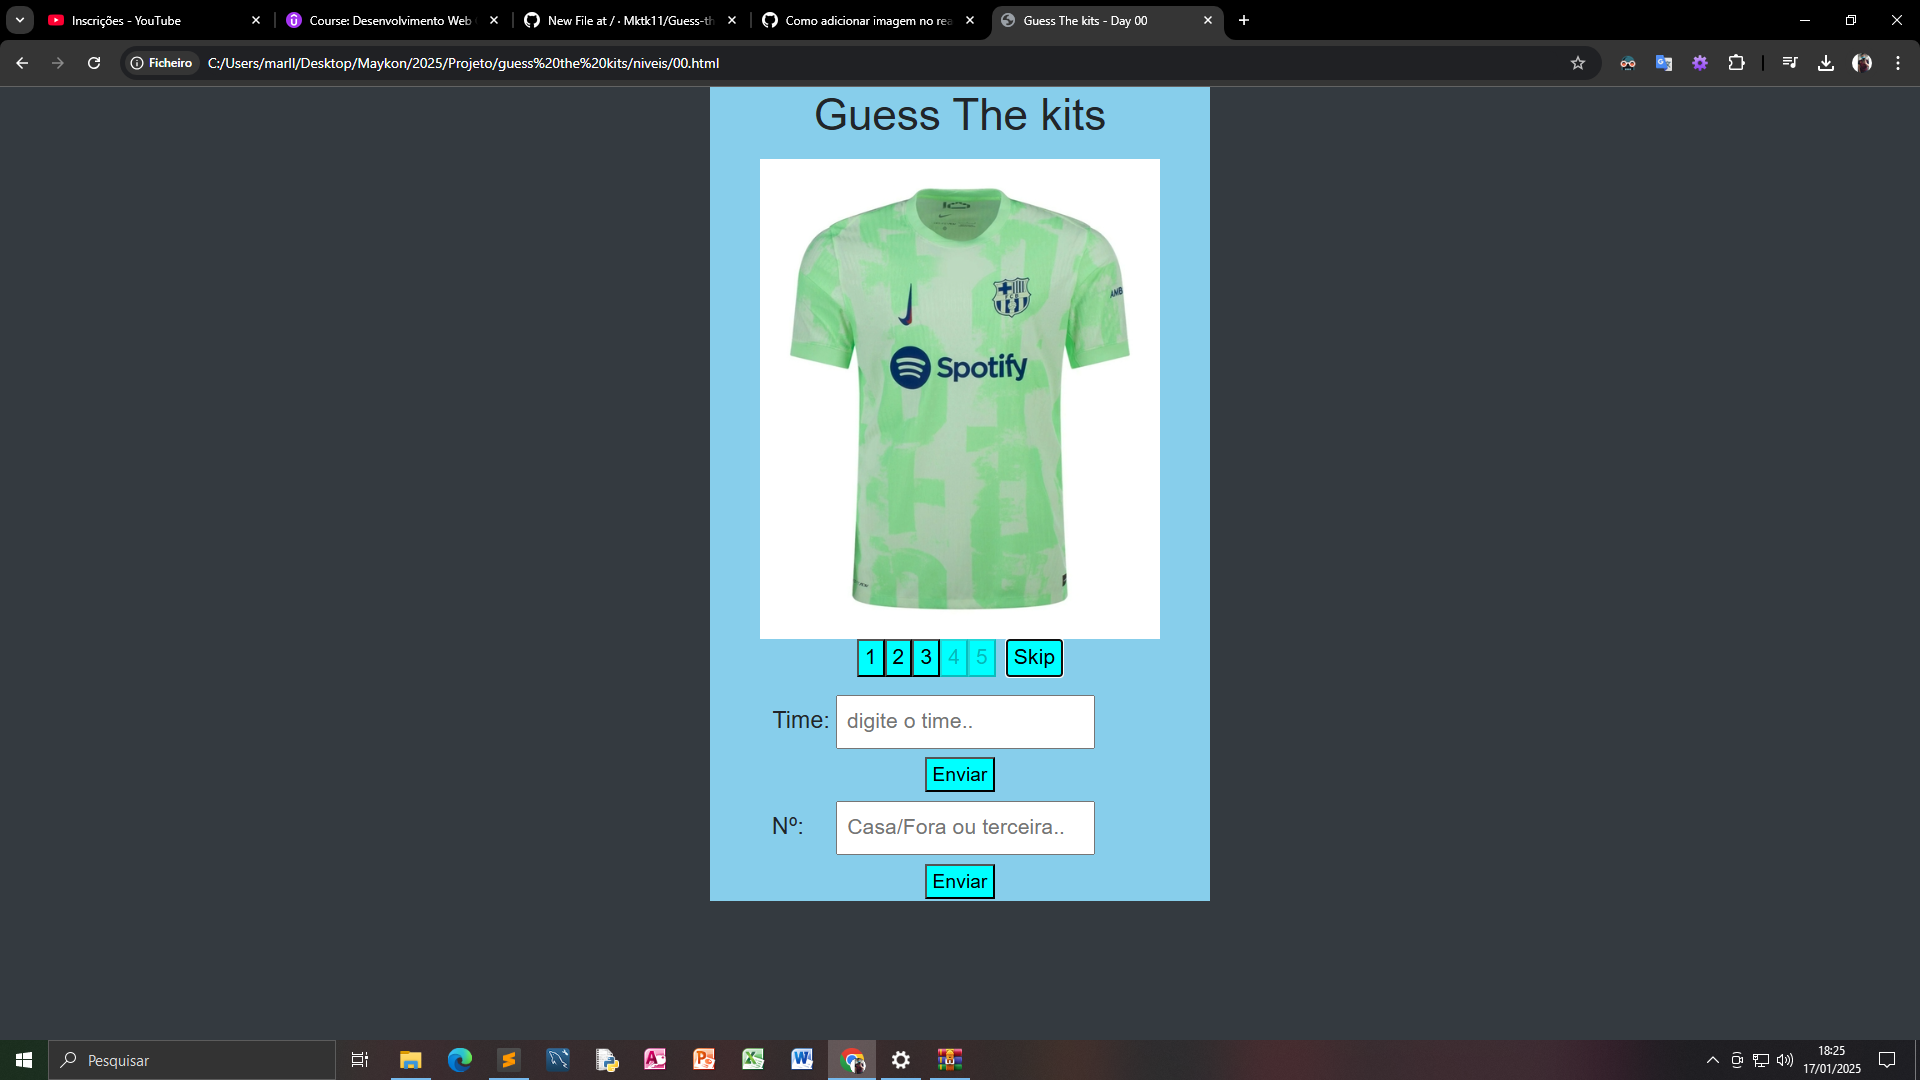 Inscrições - YouTube
Course: Desenvolvimento Web
New File at / · Mktk11/Guess-th
Como adicionar imagem no rea
Guess The kits - Day 00
Ficheiro
C:/Users/marll/Desktop/Maykon/2025/Projeto/guess%20the%20kits/niveis/00.html
Guess The kits
FCB
AMB
Spotify
1 2 3 4 5 Skip
Time: digite o time..
Enviar
Nº: Casa/Fora ou terceira..
Enviar
Pesquisar
18:25
17/01/2025